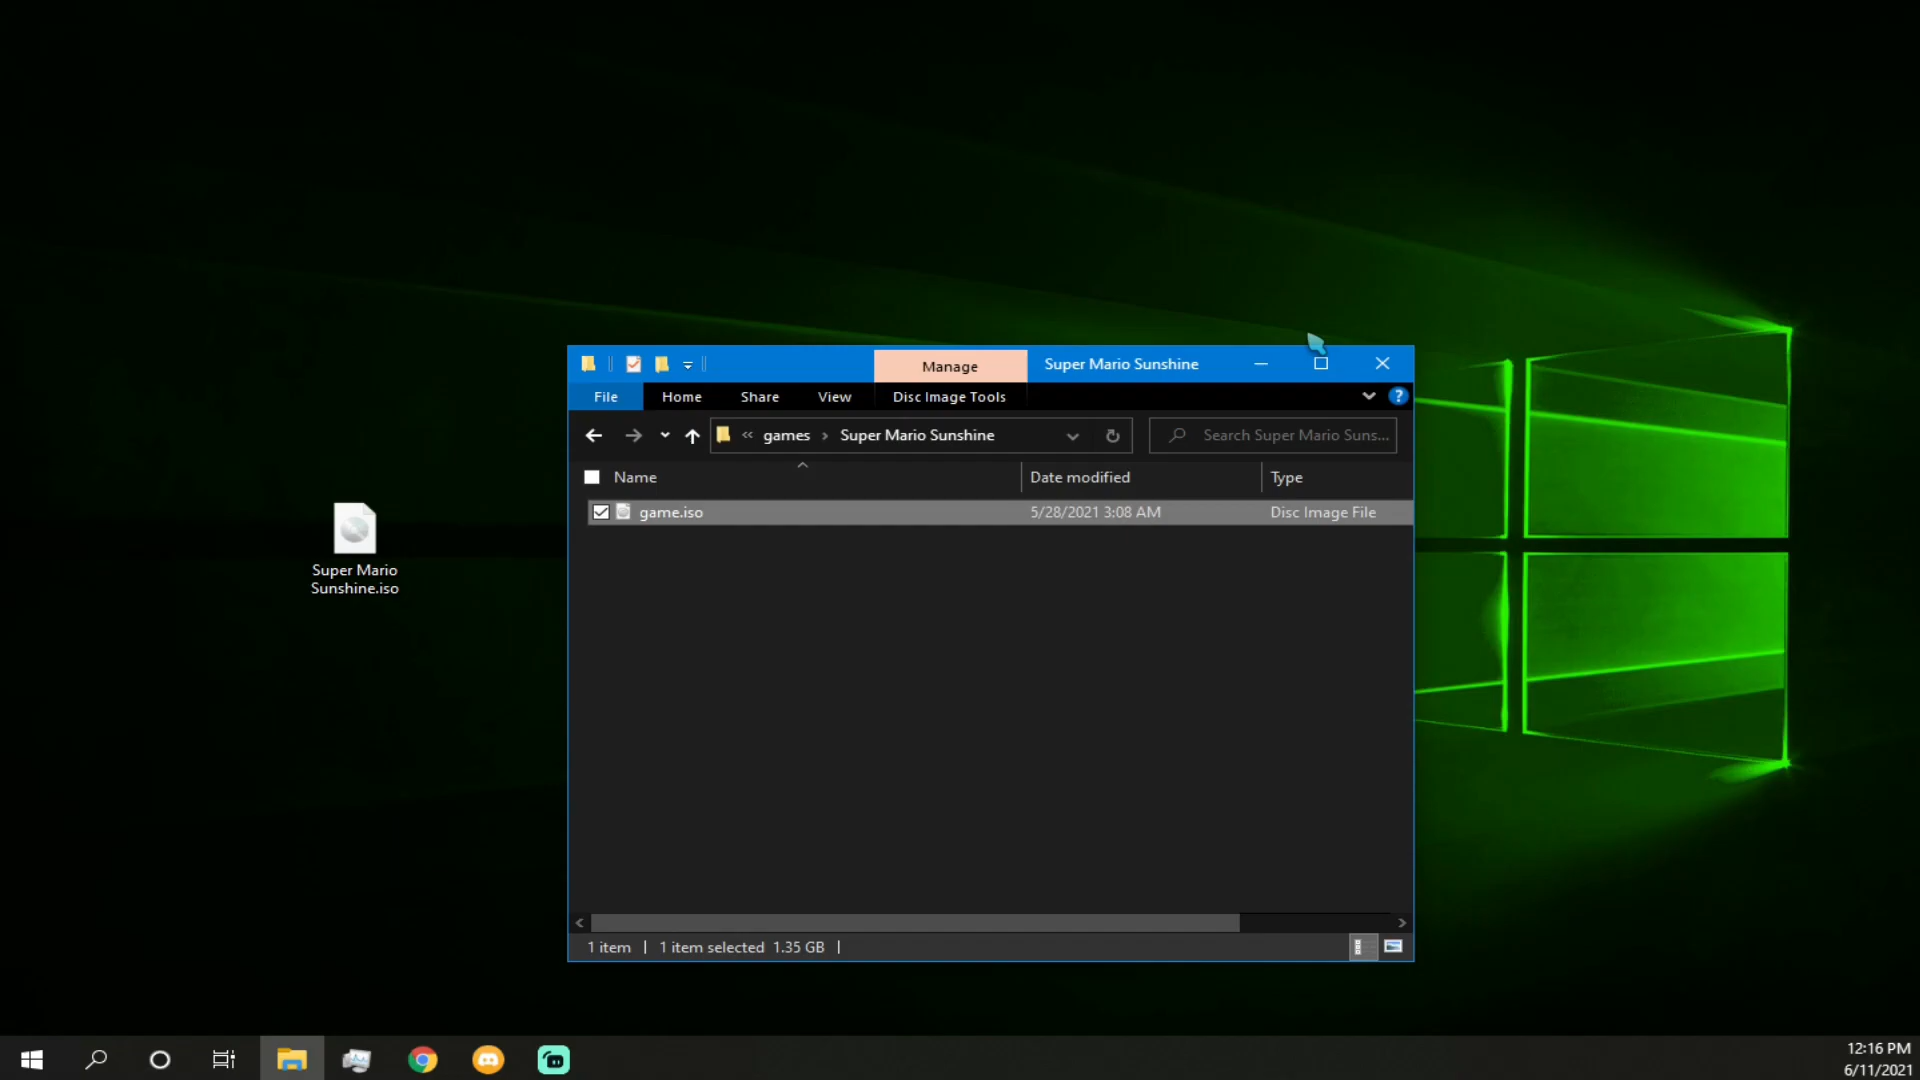 Manage
Super Mario Sunshine
File
Home
Share
View
Disc Image Tools
?
« games › Super Mario Sunshine
Search Super Mario Suns...
Name
Date modified
Type
game.iso
5/28/2021 3:08 AM
Disc Image File
Super Mario
Sunshine.iso
1 item
1 item selected 1.35 GB
12:16 PM
6/11/2021